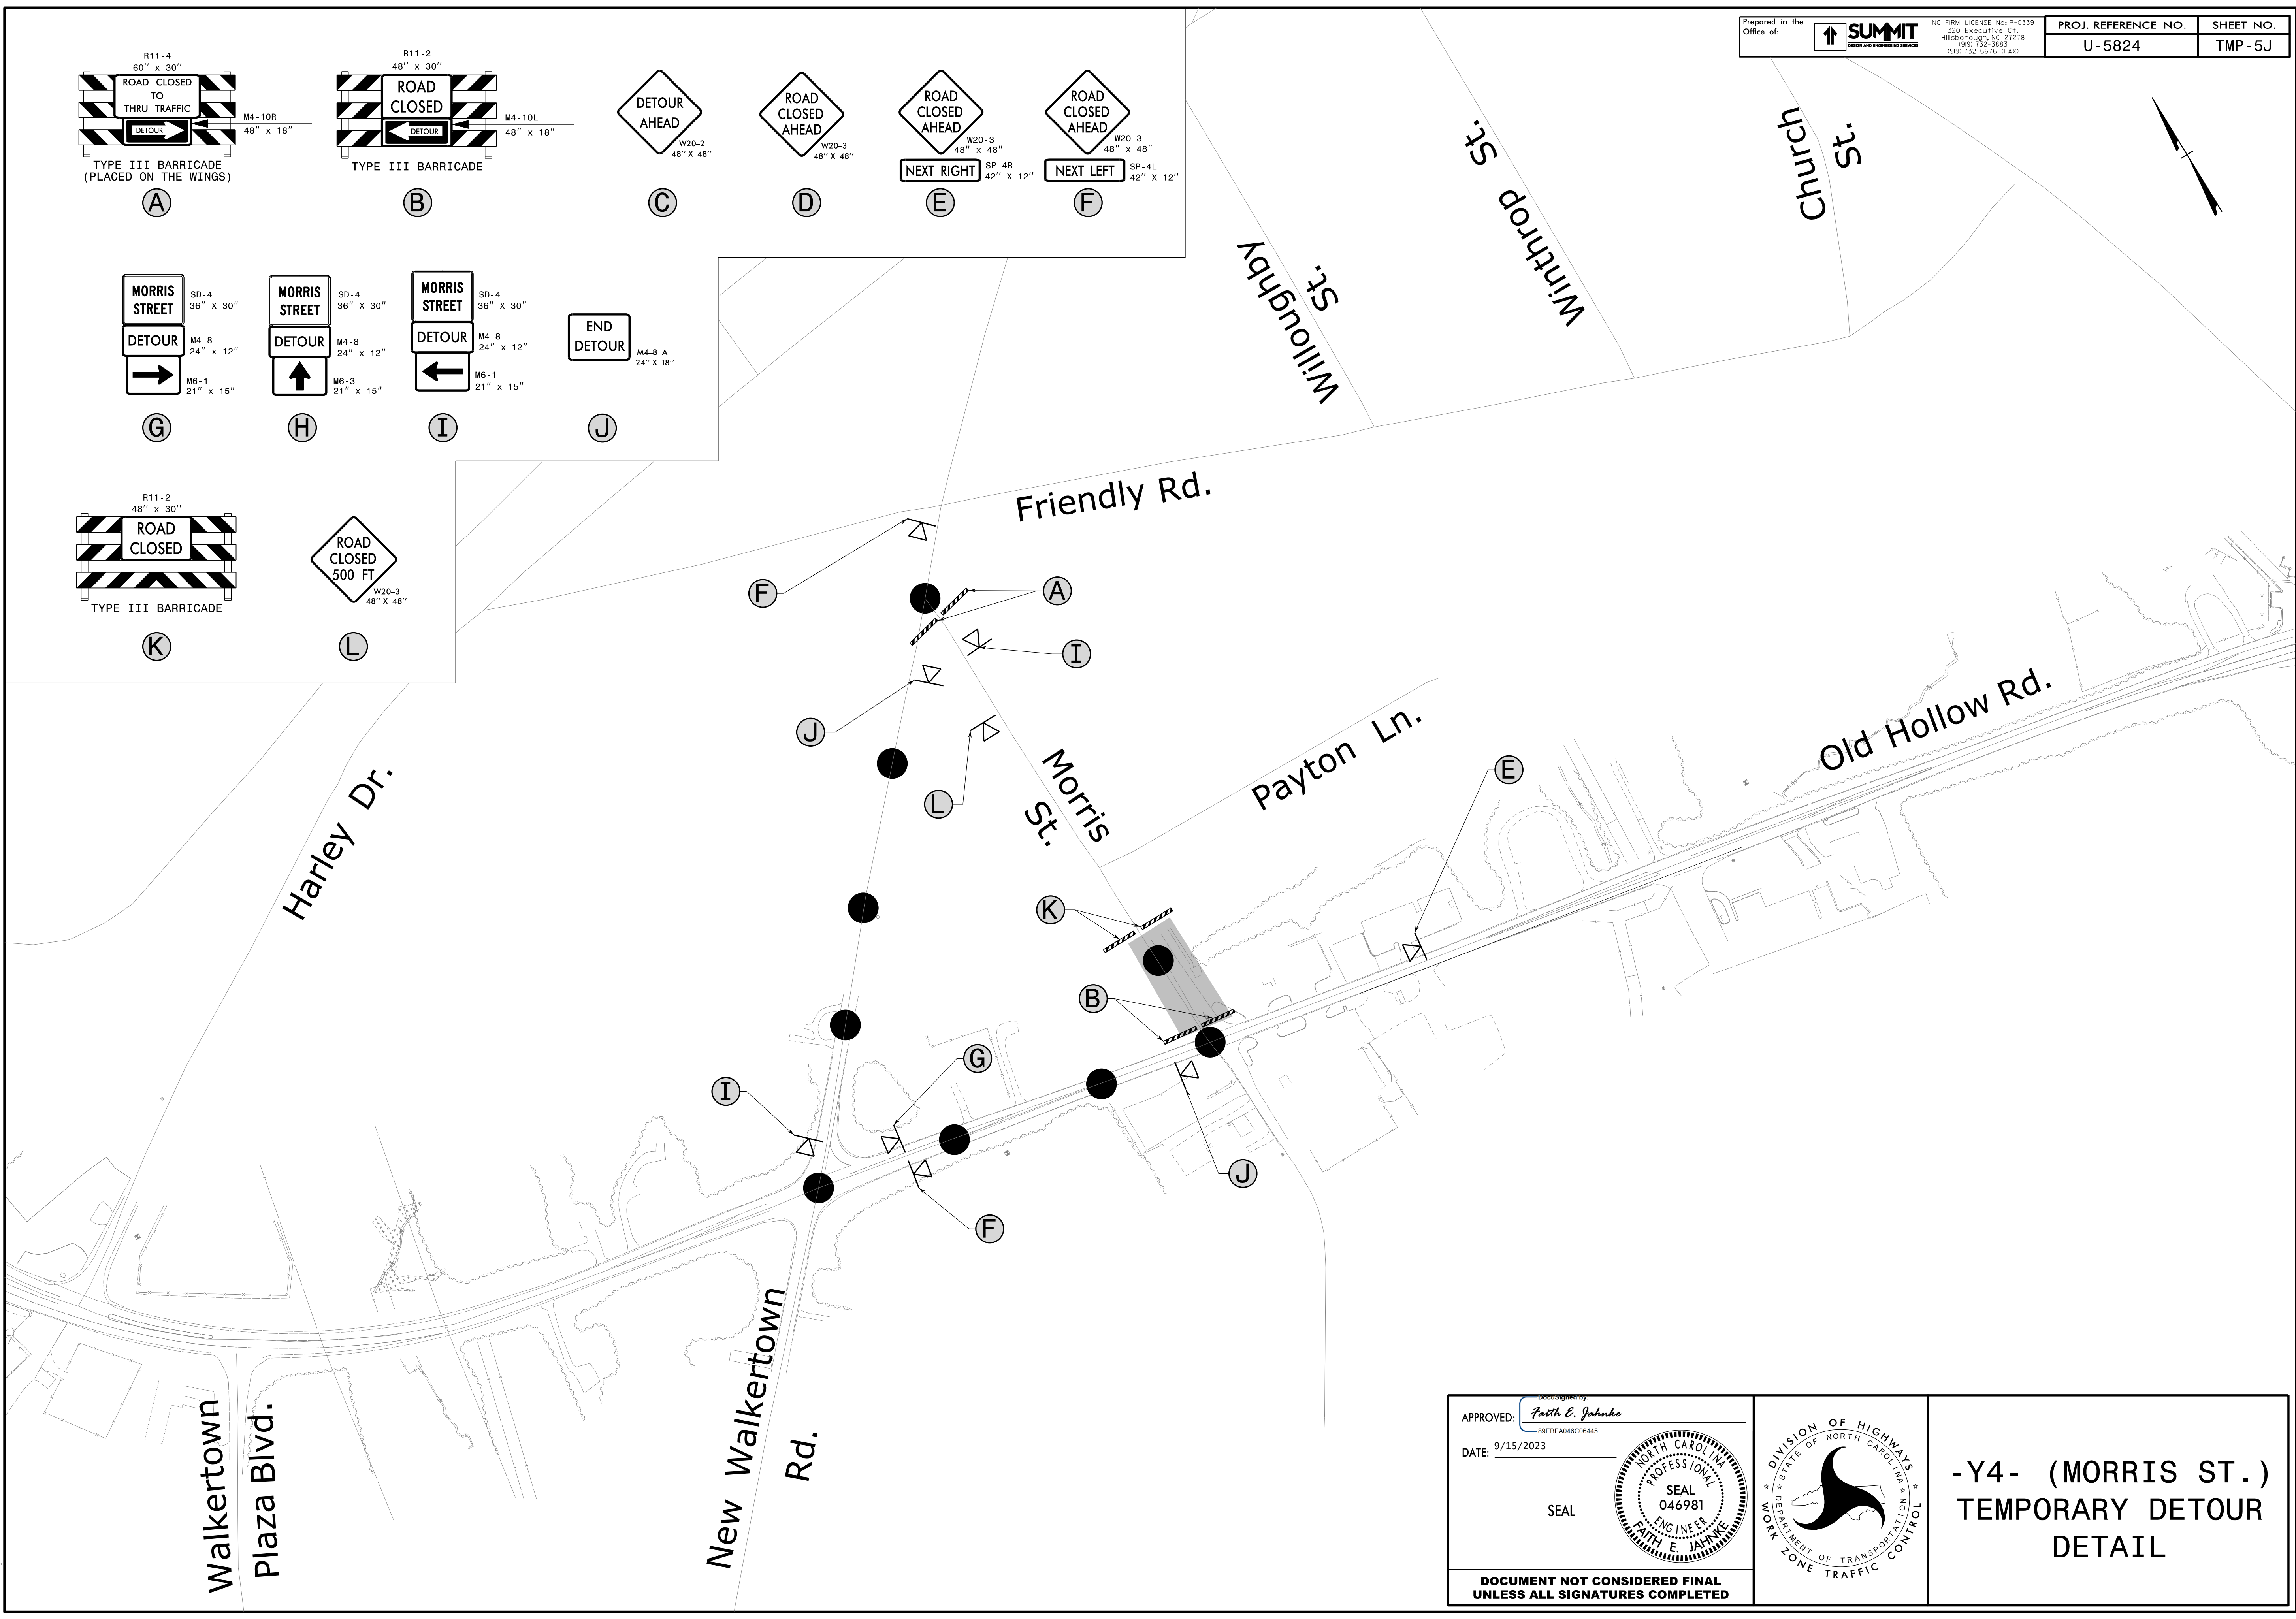 Prepared in the
Office of:
SUMMIT
DESIGN AND ENGINEERING SERVICES
NC FIRM LICENSE No: P-0339
320 Executive Ct.
Hillsborough, NC 27278
(919) 732-3883
(919) 732-6676 (FAX)
PROJ. REFERENCE NO.
SHEET NO.
U-5824
TMP-5J
R11-4
60" x 30"
ROAD CLOSED
TO
THRU TRAFFIC
DETOUR
M4-10R
48" x 18"
TYPE III BARRICADE
(PLACED ON THE WINGS)
A
R11-2
48" x 30"
ROAD
CLOSED
DETOUR
M4-10L
48" x 18"
TYPE III BARRICADE
B
DETOUR
AHEAD
W20-2
48" X 48"
C
ROAD
CLOSED
AHEAD
W20-3
48" X 48"
D
ROAD
CLOSED
AHEAD
W20-3
48" x 48"
NEXT RIGHT
SP-4R
42" X 12"
E
ROAD
CLOSED
AHEAD
W20-3
48" x 48"
NEXT LEFT
SP-4L
42" X 12"
F
MORRIS
STREET
SD-4
36" X 30"
DETOUR
M4-8
24" x 12"
M6-1
21" x 15"
G
MORRIS
STREET
SD-4
36" X 30"
DETOUR
M4-8
24" x 12"
M6-3
21" x 15"
H
MORRIS
STREET
SD-4
36" X 30"
DETOUR
M4-8
24" x 12"
M6-1
21" x 15"
I
END
DETOUR
M4-8 A
24" X 18"
J
R11-2
48" x 30"
ROAD
CLOSED
TYPE III BARRICADE
K
ROAD
CLOSED
500 FT
W20-3
48" X 48"
L
Willoughby
St.
Winthrop St.
Church
St.
Friendly Rd.
F
A
I
J
L
Morris
St.
Payton Ln.
E
Old Hollow Rd.
Harley Dr.
K
B
G
I
J
F
H
H
H
Walkertown
Plaza Blvd.
New Walkertown
Rd.
DocuSigned by:
APPROVED:
Faith E. Jahnke
89EBFA046C06445...
DATE: 9/15/2023
SEAL
NORTH CAROLINA
PROFESSIONAL
SEAL
046981
ENGINEER
FAITH E. JAHNKE
DOCUMENT NOT CONSIDERED FINAL
UNLESS ALL SIGNATURES COMPLETED
DIVISION OF HIGHWAYS
STATE OF NORTH CAROLINA
DEPARTMENT OF TRANSPORTATION
WORK ZONE TRAFFIC CONTROL
-Y4- (MORRIS ST.)
TEMPORARY DETOUR
DETAIL